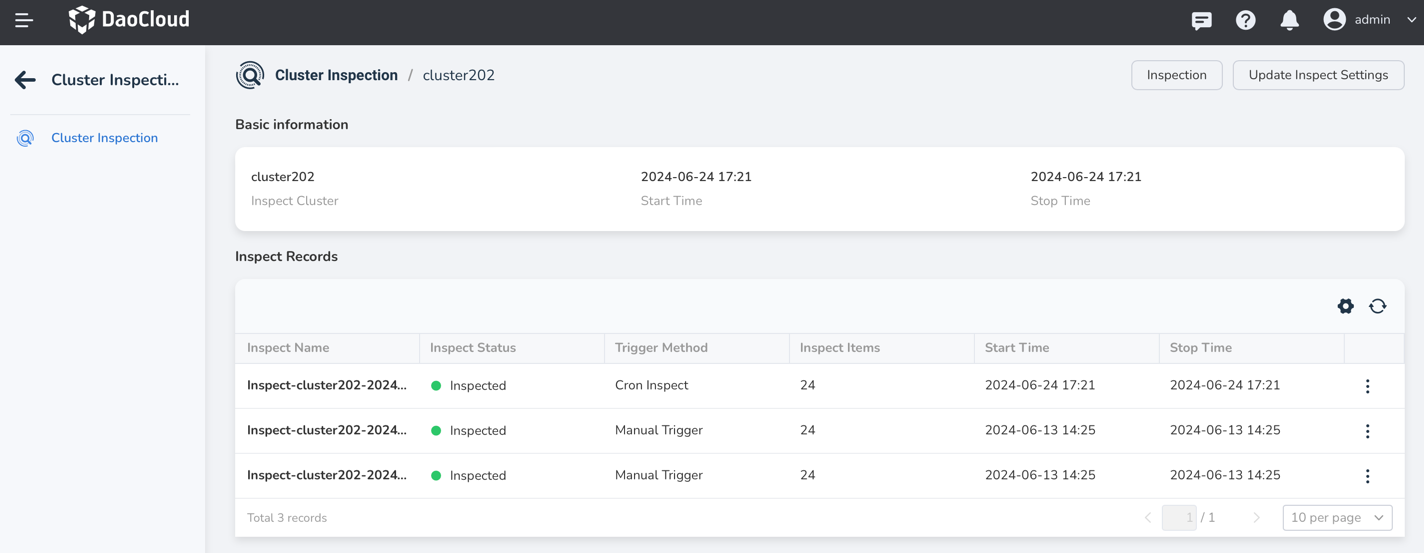 DaoCloud
admin
Cluster Inspecti...
Cluster Inspection
Cluster Inspection / cluster202
Inspection
Update Inspect Settings
Basic information
cluster202 2024-06-24 17:21 2024-06-24 17:21
Inspect Cluster Start Time Stop Time
Inspect Records
Inspect Name Inspect Status Trigger Method Inspect Items Start Time Stop Time
Inspect-cluster202-2024... Inspected Cron Inspect 24 2024-06-24 17:21 2024-06-24 17:21
Inspect-cluster202-2024... Inspected Manual Trigger 24 2024-06-13 14:25 2024-06-13 14:25
Inspect-cluster202-2024... Inspected Manual Trigger 24 2024-06-13 14:25 2024-06-13 14:25
Total 3 records 1 / 1 10 per page